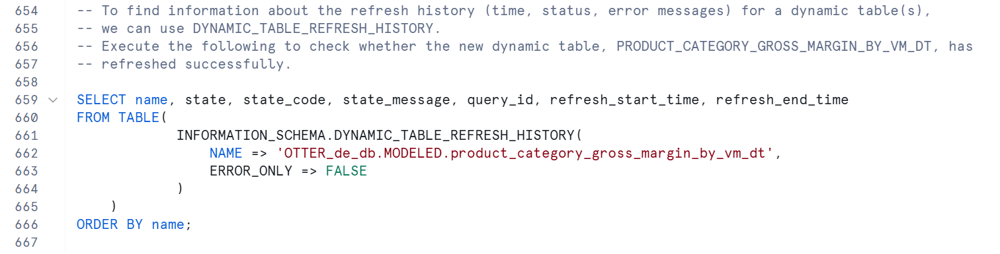 654 -- To find information about the refresh history (time, status, error messages) for a dynamic table(s),
655 -- we can use DYNAMIC_TABLE_REFRESH_HISTORY.
656 -- Execute the following to check whether the new dynamic table, PRODUCT_CATEGORY_GROSS_MARGIN_BY_VM_DT, has
657 -- refreshed successfully.
658
659 SELECT name, state, state_code, state_message, query_id, refresh_start_time, refresh_end_time
660 FROM TABLE(
661 INFORMATION_SCHEMA.DYNAMIC_TABLE_REFRESH_HISTORY(
662 NAME => 'OTTER_de_db.MODELED.product_category_gross_margin_by_vm_dt',
663 ERROR_ONLY => FALSE
664 )
665 )
666 ORDER BY name;
667